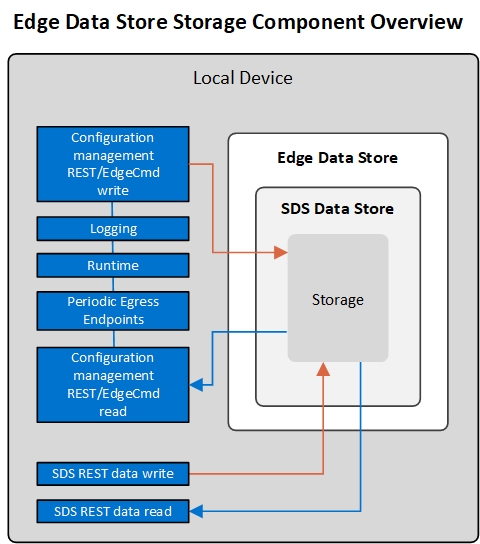 Edge Data Store Storage Component Overview
Local Device
Configuration
management
REST/EdgeCmd
write
Logging
Runtime
Periodic Egress
Endpoints
Configuration
management
REST/EdgeCmd
read
Edge Data Store
SDS Data Store
Storage
SDS REST data write
SDS REST data read